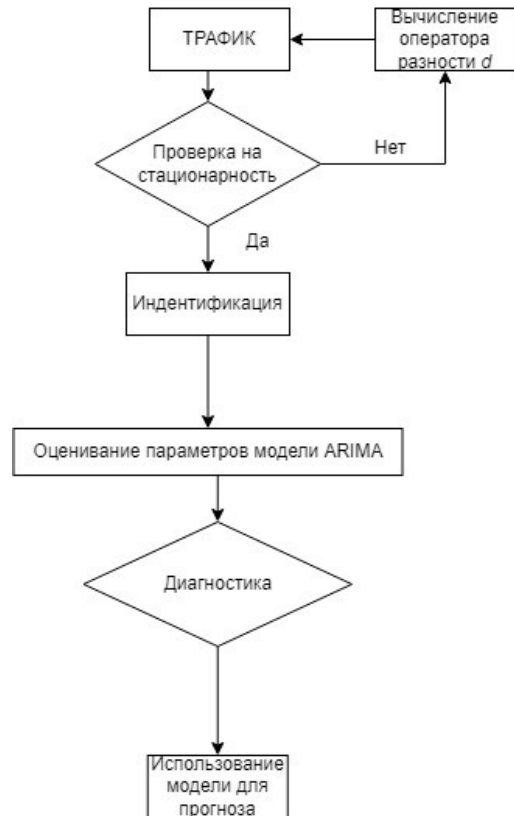 ТРАФИК
Вычисление
оператора
разности d
Проверка на
стационарность
Нет
Да
Индентификация
Оценивание параметров модели ARIMA
Диагностика
Использование
модели для
прогноза